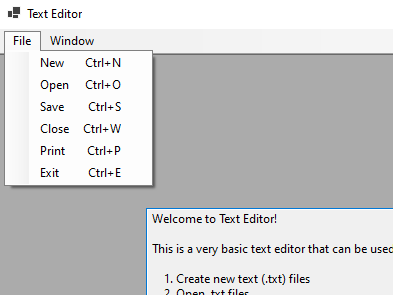 Text Editor
File Window
New Ctrl+N
Open Ctrl+O
Save Ctrl+S
Close Ctrl+W
Print Ctrl+P
Exit Ctrl+E
Welcome to Text Editor!
This is a very basic text editor that can be used
1. Create new text (.txt) files
2. Open .txt files